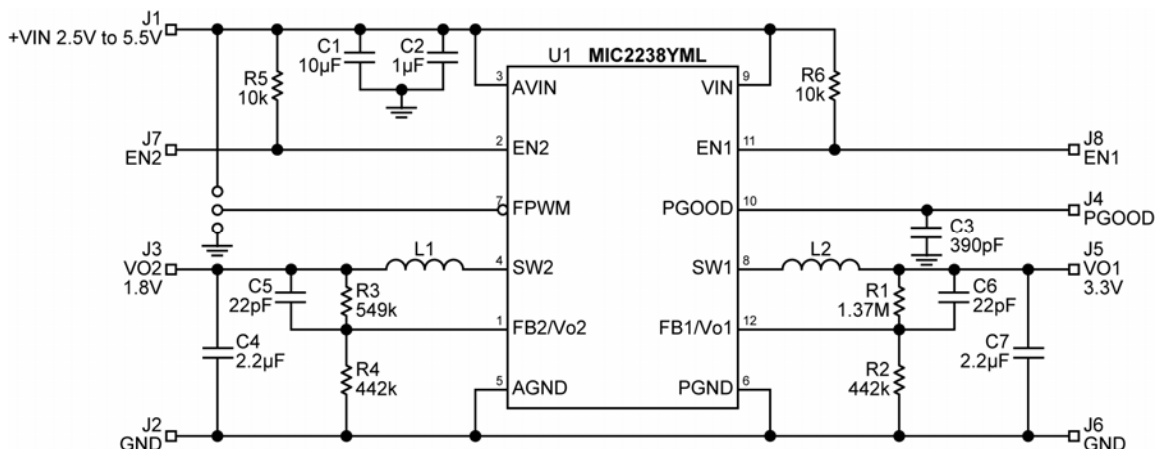 J1
+VIN 2.5V to 5.5V
C1
10µF
C2
1µF
U1 MIC2238YML
R5
10k
R6
10k
3
AVIN
VIN
9
J7
EN2
2
EN2
EN1
11
J8
EN1
7
FPWM
PGOOD
10
J4
PGOOD
C3
390pF
J3
VO2
1.8V
L1
4
SW2
SW1
8
L2
J5
VO1
3.3V
C5
22pF
R3
549k
R1
1.37M
C6
22pF
1
FB2/Vo2
FB1/Vo1
12
C4
2.2µF
R4
442k
R2
442k
C7
2.2µF
5
AGND
PGND
6
J2
GND
J6
GND